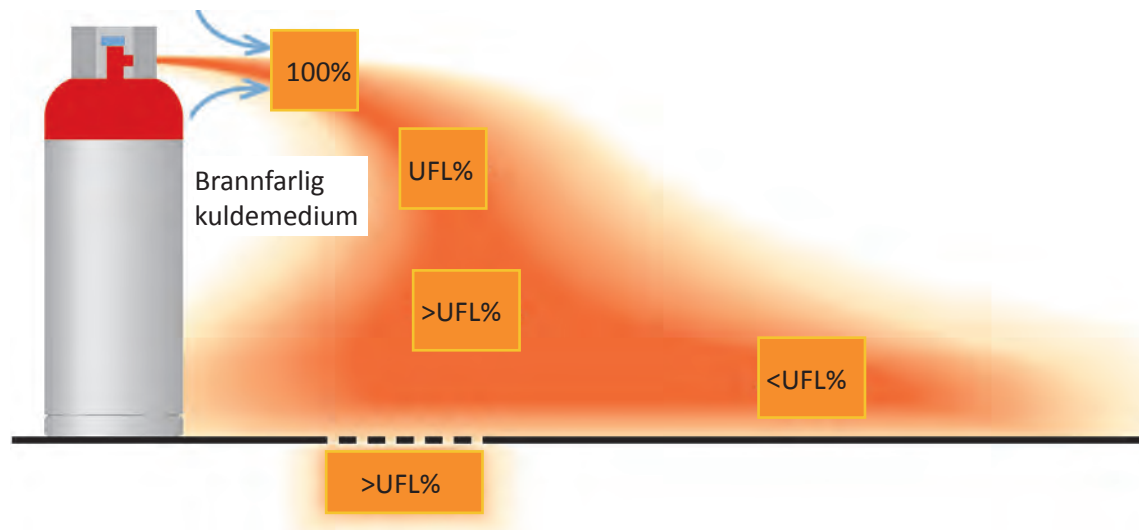 100%
UFL%
Brannfarlig
kuldemedium
>UFL%
<UFL%
>UFL%